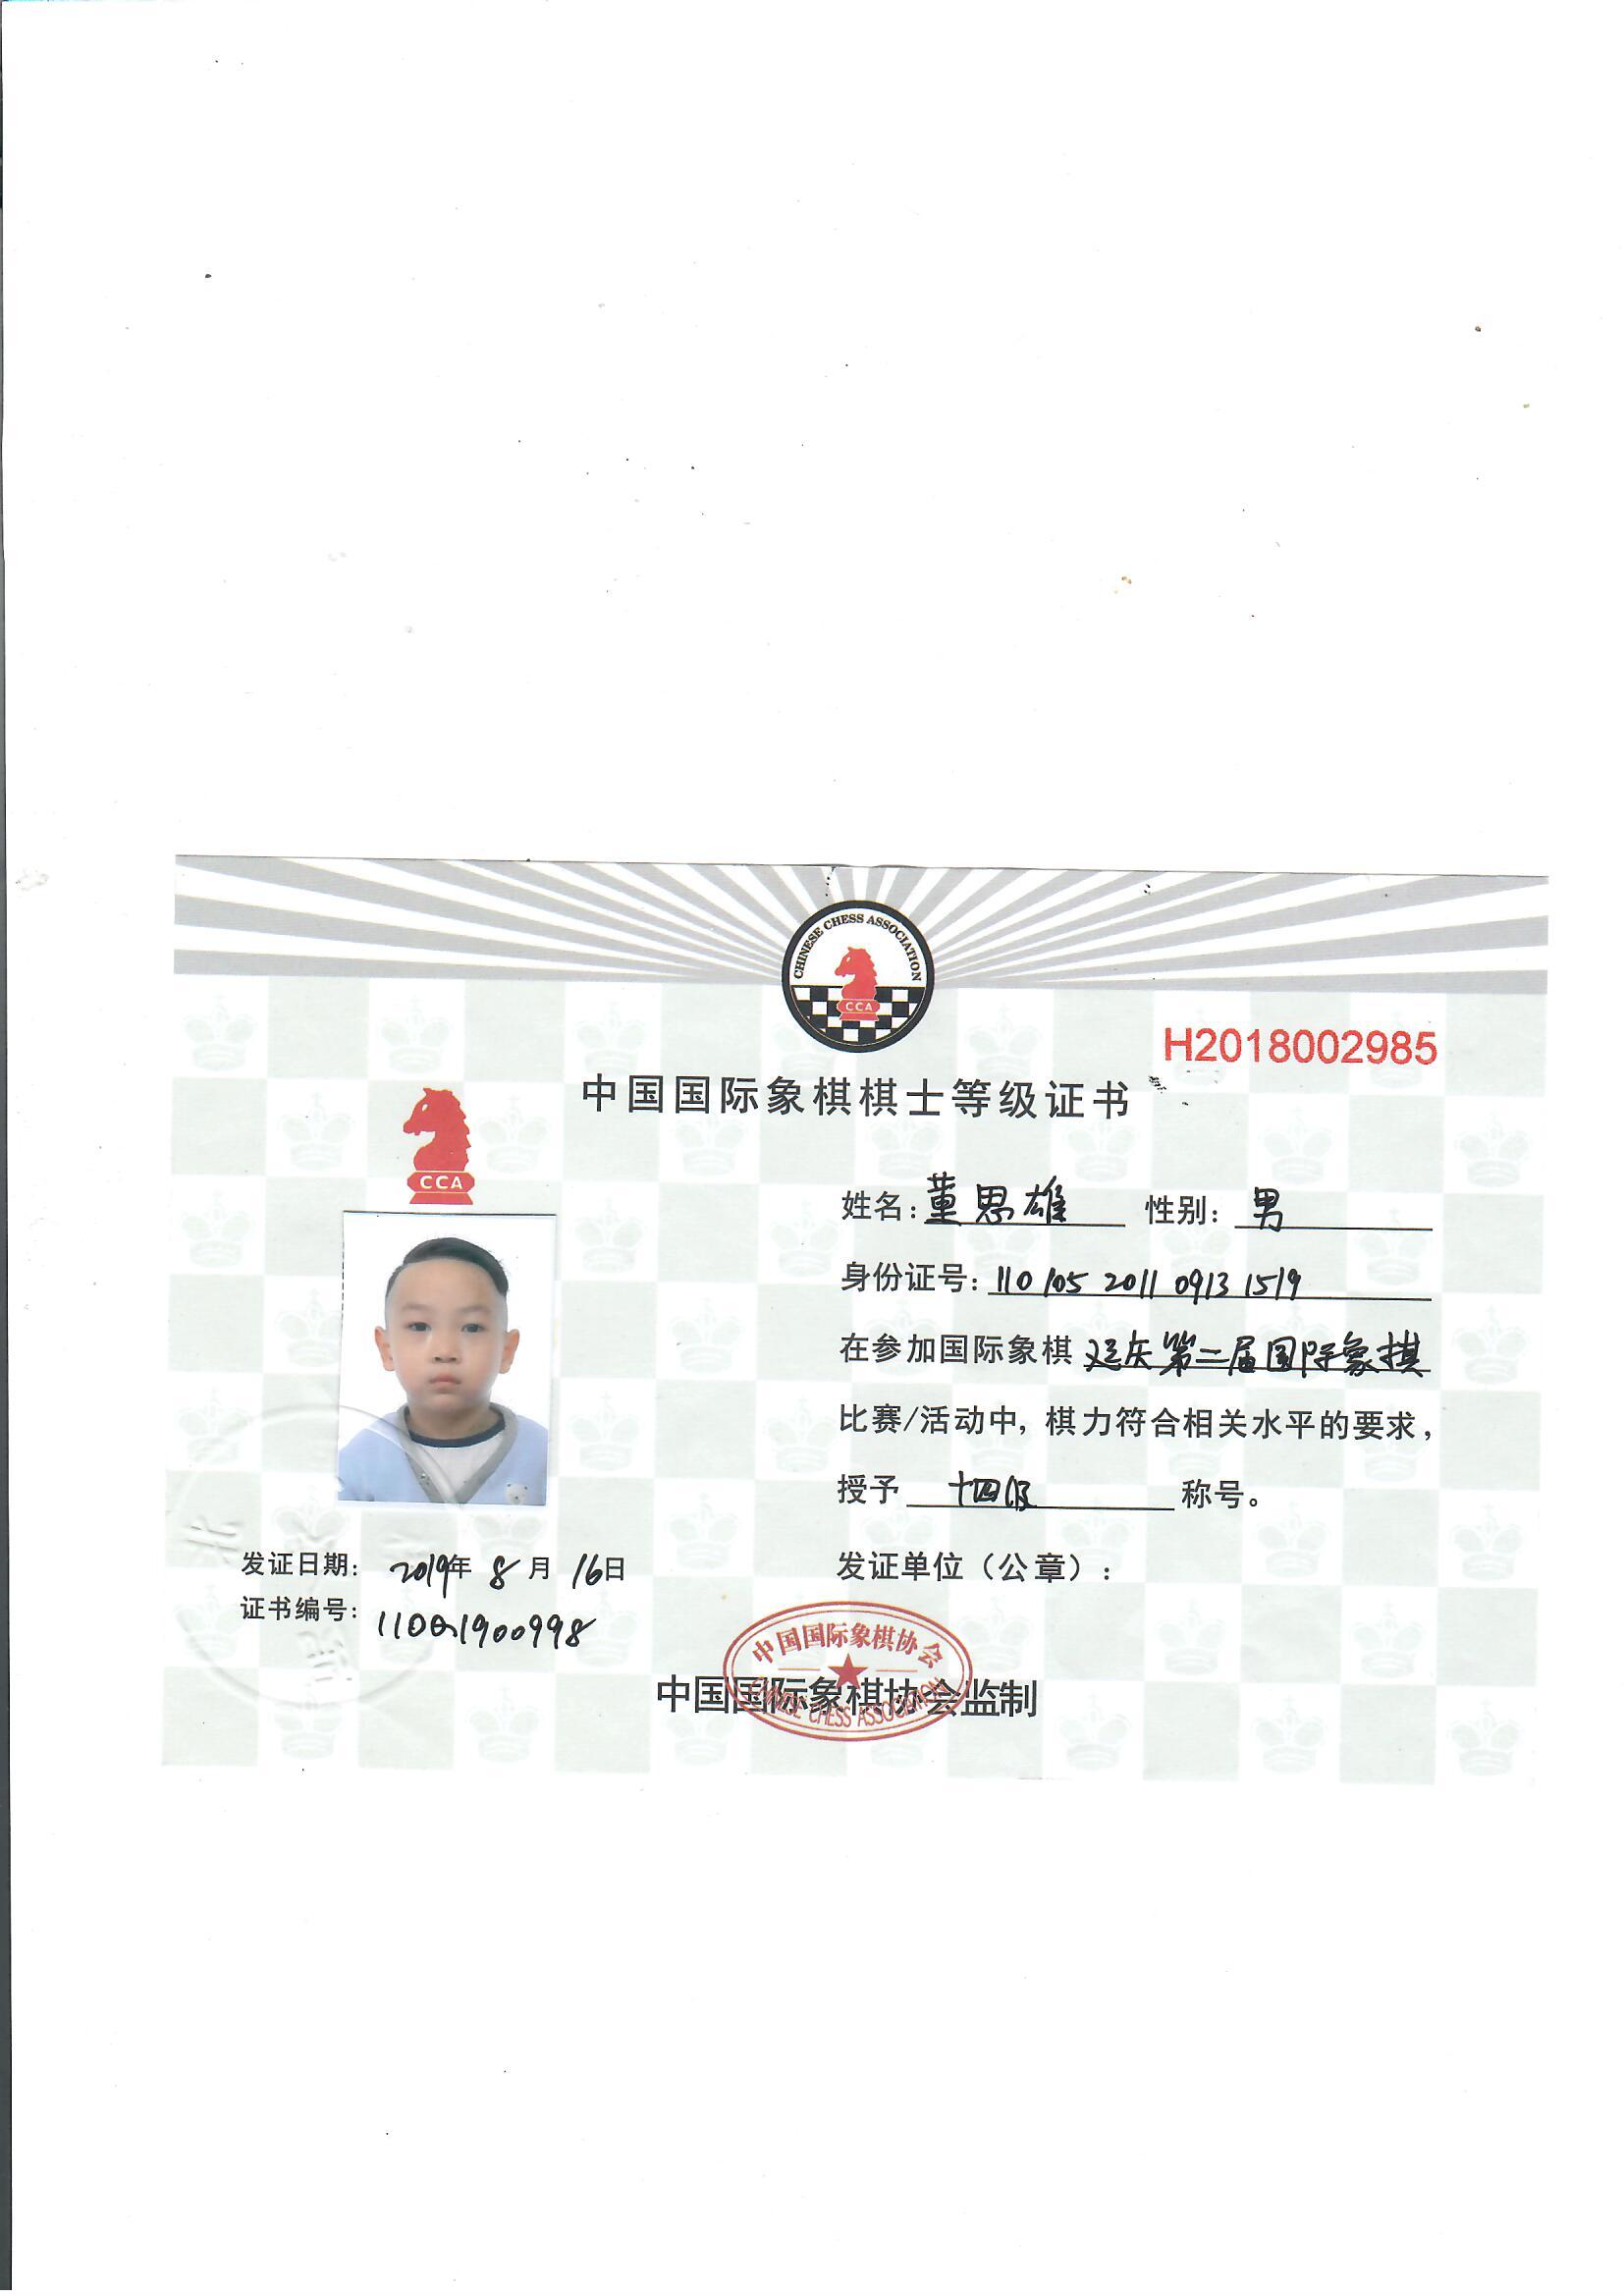 CHINESE CHESS ASSOCIATION
CCA
H2018002985
中国国际象棋棋士等级证书
CCA
姓名：董思雄 性别：男
身份证号：110 105 2011 0913 1519
在参加国际象棋 延庆第二届国际象棋
比赛/活动中，棋力符合相关水平的要求，
授予 十四级 称号。
发证日期：2019年 8月 16日
发证单位（公章）：
证书编号：110Q1900998
中国国际象棋协会
CHINESE CHESS ASSOCIATION
中国国际象棋协会监制